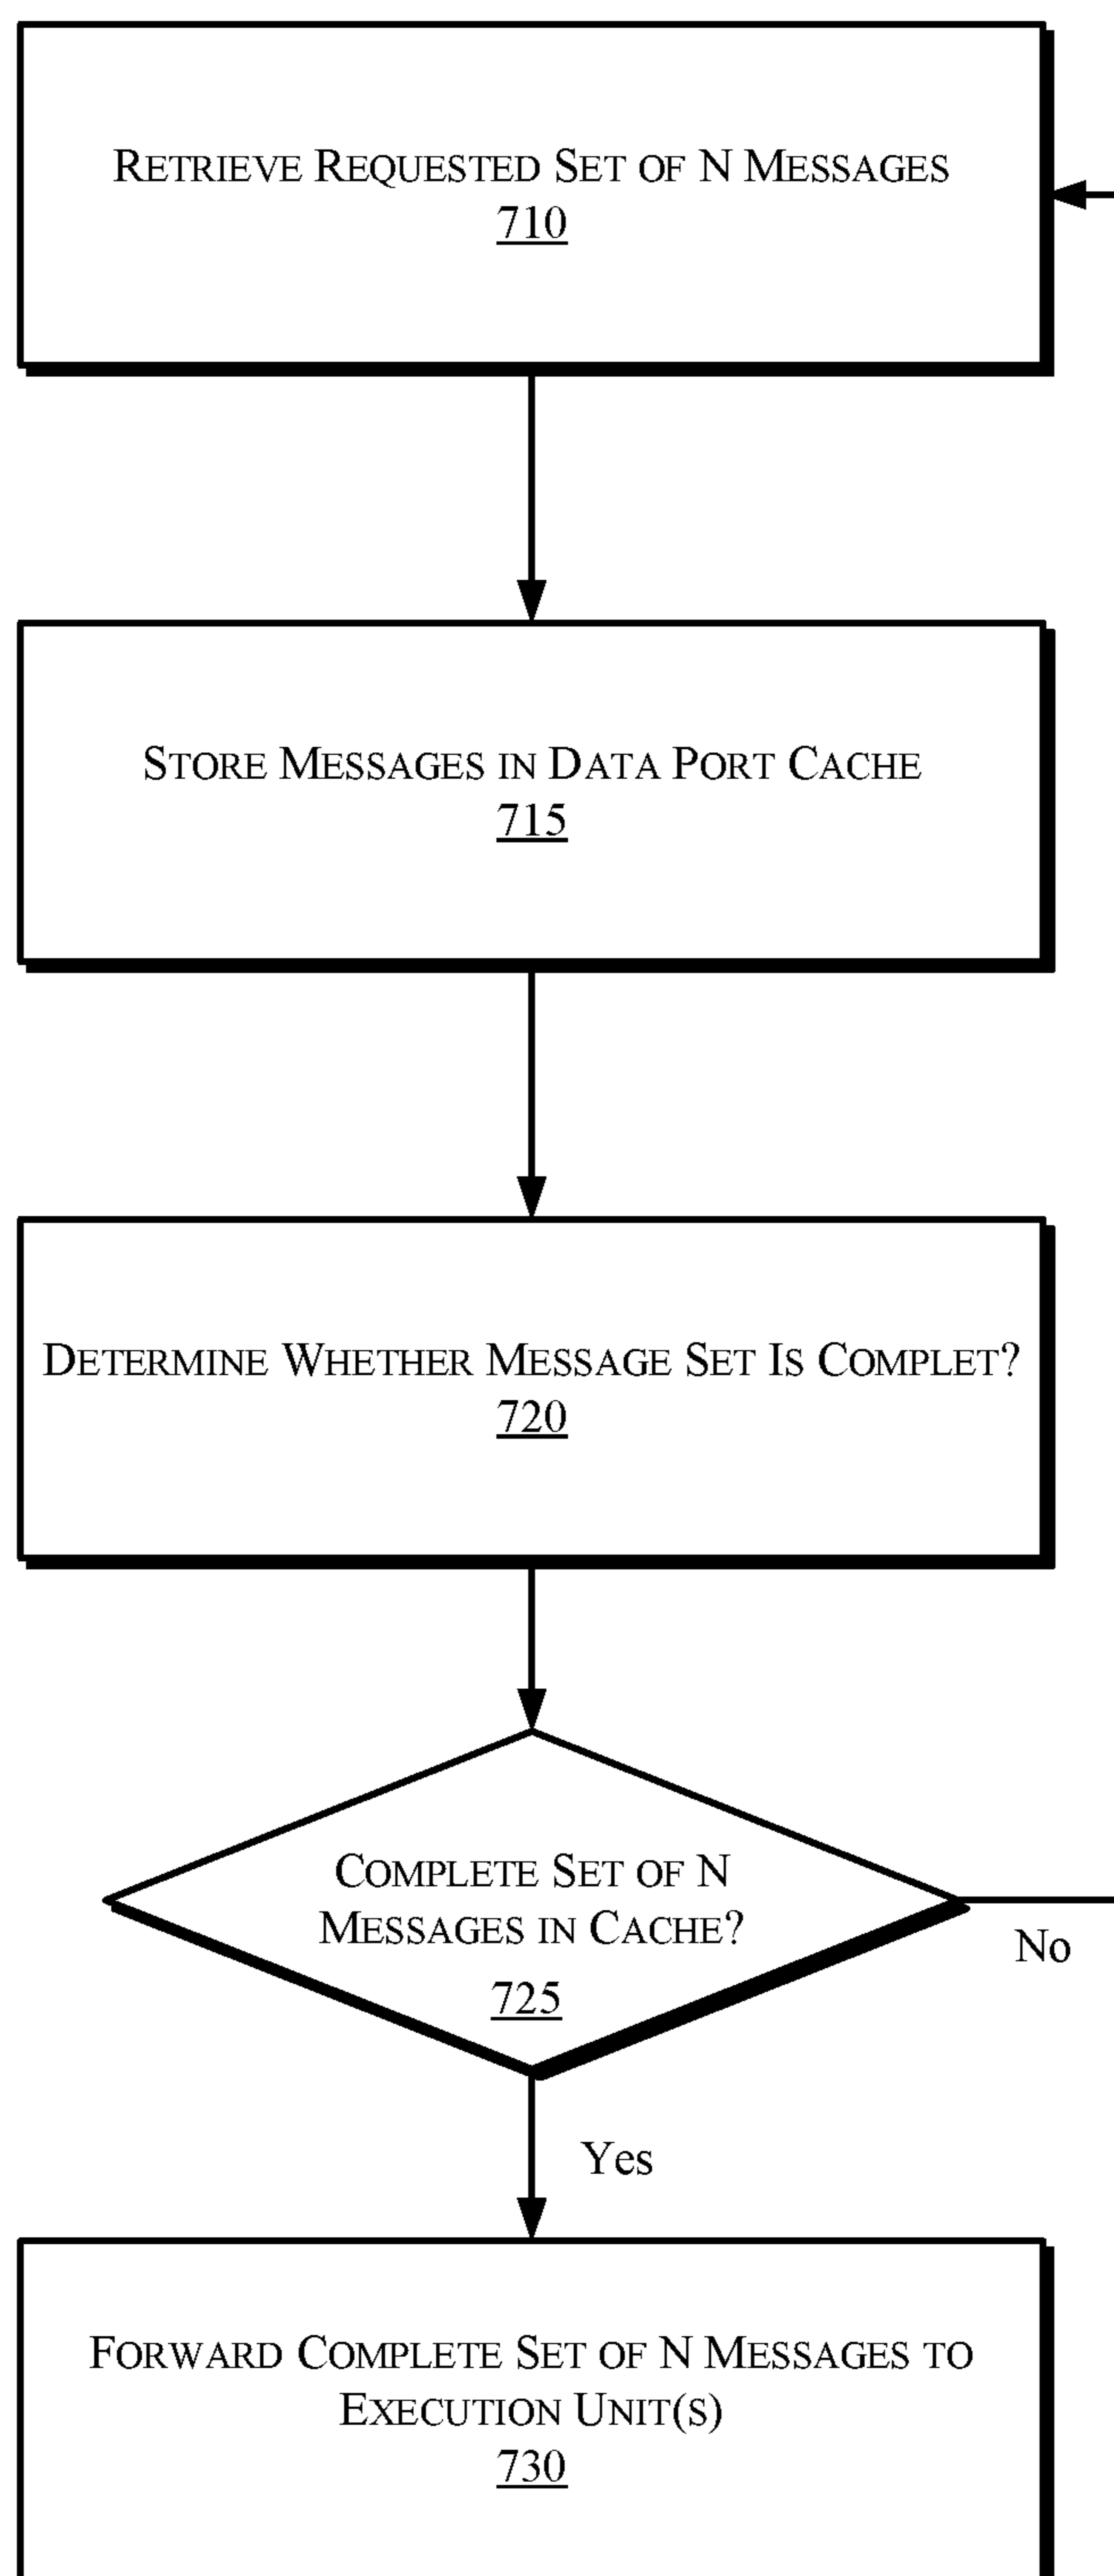 RETRIEVE REQUESTED SET OF N MESSAGES
710
STORE MESSAGES IN DATA PORT CACHE
715
DETERMINE WHETHER MESSAGE SET IS COMPLET?
720
COMPLETE SET OF N
MESSAGES IN CACHE?
725
No
Yes
FORWARD COMPLETE SET OF N MESSAGES TO
EXECUTION UNIT(S)
730